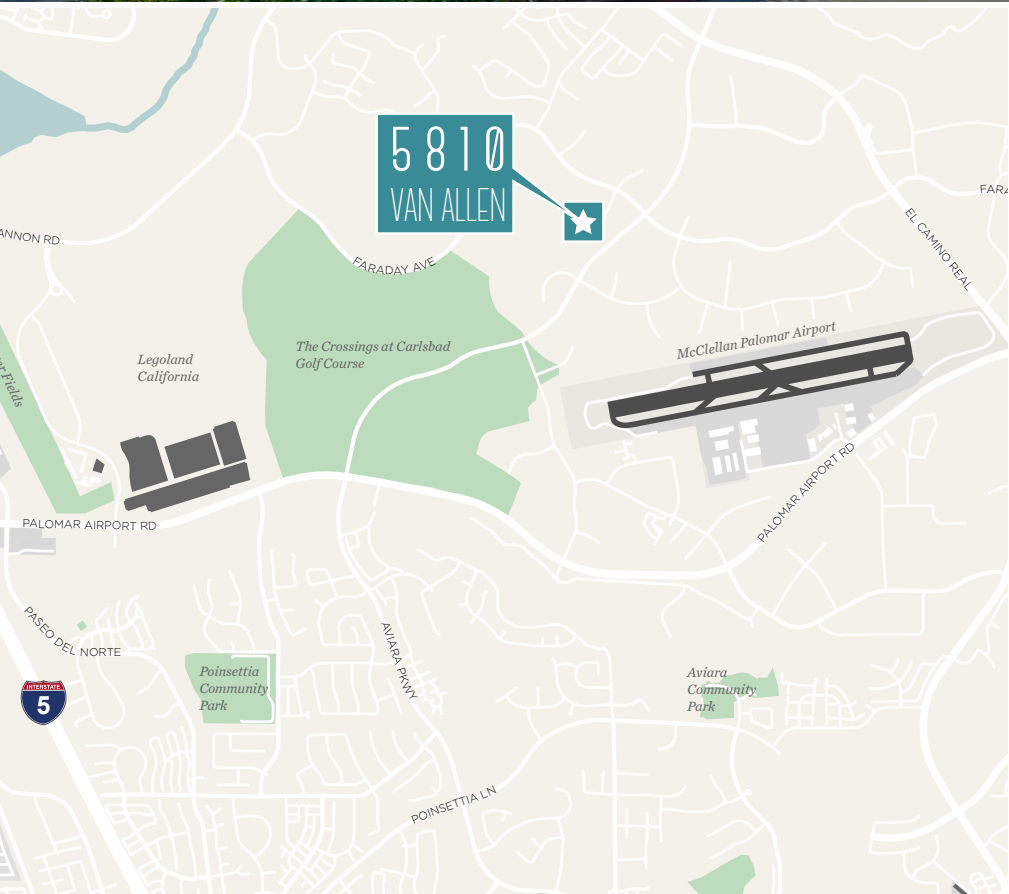 5810
VAN ALLEN
FARA
ANNON RD
EL CAMINO REAL
FARADAY AVE
McClellan Palomar Airport
The Crossings at Carlsbad
Golf Course
Legoland
California
er Fields
PALOMAR AIRPORT RD
PALOMAR AIRPORT RD
PASEO DEL NORTE
AVIARA PKWY
Poinsettia
Community
Park
Aviara
Community
Park
INTERSTATE
5
POINSETTIA LN